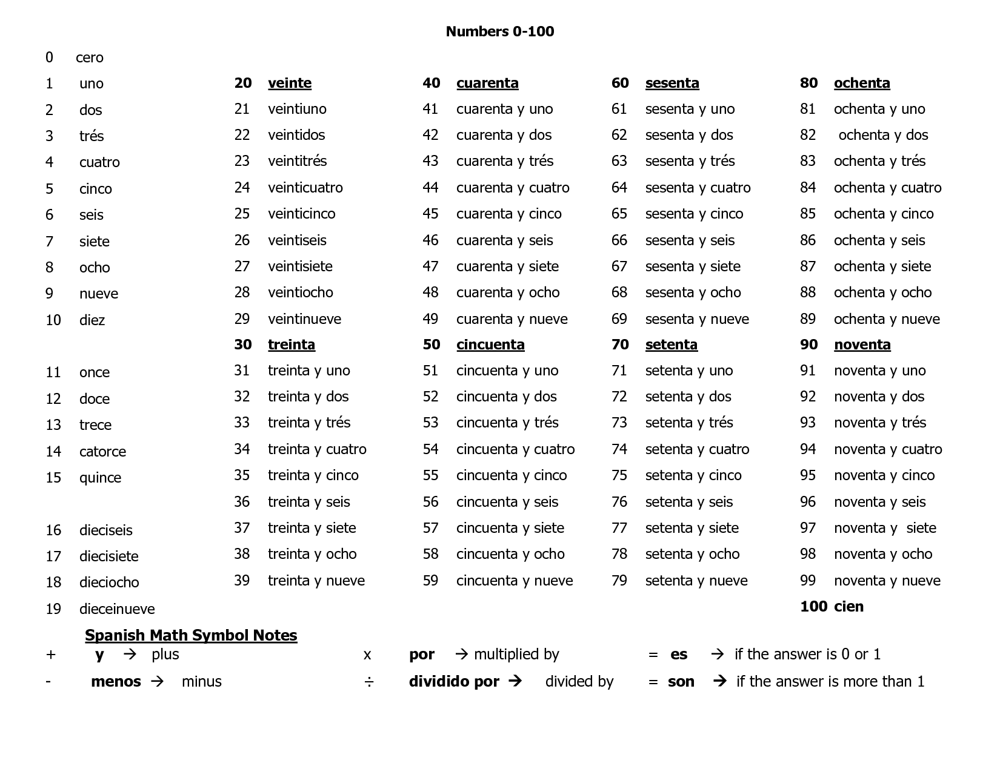 Numbers 0-100
0 cero
1 uno 20 veinte 40 cuarenta 60 sesenta 80 ochenta
2 dos 21 veintiuno 41 cuarenta y uno 61 sesenta y uno 81 ochenta y uno
3 trés 22 veintidos 42 cuarenta y dos 62 sesenta y dos 82 ochenta y dos
4 cuatro 23 veintitrés 43 cuarenta y trés 63 sesenta y trés 83 ochenta y trés
5 cinco 24 veinticuatro 44 cuarenta y cuatro 64 sesenta y cuatro 84 ochenta y cuatro
6 seis 25 veinticinco 45 cuarenta y cinco 65 sesenta y cinco 85 ochenta y cinco
7 siete 26 veintiseis 46 cuarenta y seis 66 sesenta y seis 86 ochenta y seis
8 ocho 27 veintisiete 47 cuarenta y siete 67 sesenta y siete 87 ochenta y siete
9 nueve 28 veintiocho 48 cuarenta y ocho 68 sesenta y ocho 88 ochenta y ocho
10 diez 29 veintinueve 49 cuarenta y nueve 69 sesenta y nueve 89 ochenta y nueve
30 treinta 50 cincuenta 70 setenta 90 noventa
11 once 31 treinta y uno 51 cincuenta y uno 71 setenta y uno 91 noventa y uno
12 doce 32 treinta y dos 52 cincuenta y dos 72 setenta y dos 92 noventa y dos
13 trece 33 treinta y trés 53 cincuenta y trés 73 setenta y trés 93 noventa y trés
14 catorce 34 treinta y cuatro 54 cincuenta y cuatro 74 setenta y cuatro 94 noventa y cuatro
15 quince 35 treinta y cinco 55 cincuenta y cinco 75 setenta y cinco 95 noventa y cinco
36 treinta y seis 56 cincuenta y seis 76 setenta y seis 96 noventa y seis
16 dieciseis 37 treinta y siete 57 cincuenta y siete 77 setenta y siete 97 noventa y siete
17 diecisiete 38 treinta y ocho 58 cincuenta y ocho 78 setenta y ocho 98 noventa y ocho
18 dieciocho 39 treinta y nueve 59 cincuenta y nueve 79 setenta y nueve 99 noventa y nueve
19 dieceinueve 100 cien
Spanish Math Symbol Notes
+ y → plus x por → multiplied by = es → if the answer is 0 or 1
- menos → minus ÷ dividido por → divided by = son → if the answer is more than 1